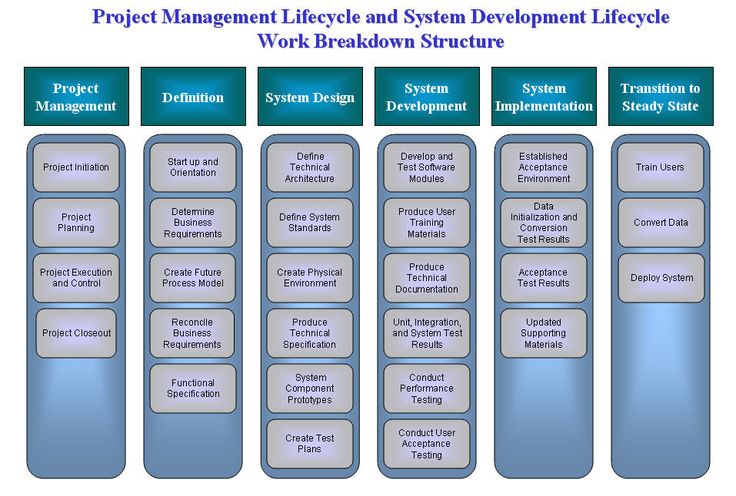 Project Management Lifecycle and System Development Lifecycle
Work Breakdown Structure
Project
Management
Definition
System Design
System
Development
System
Implementation
Transition to
Steady State
Project Initiation
Project
Planning
Project Execution
and Control
Project Closeout
Start up and
Orientation
Determine
Business
Requirements
Create Future
Process Model
Reconcile
Business
Requirements
Functional
Specification
Define
Technical
Architecture
Define System
Standards
Create Physical
Environment
Produce
Technical
Specification
System
Component
Prototypes
Create Test
Plans
Develop and
Test Software
Modules
Produce User
Training
Materials
Produce
Technical
Documentation
Unit, Integration,
and System Test
Results
Conduct
Performance
Testing
Conduct User
Acceptance
Testing
Established
Acceptance
Environment
Data
Initialization and
Conversion
Test Results
Acceptance
Test Results
Updated
Supporting
Materials
Train Users
Convert Data
Deploy System